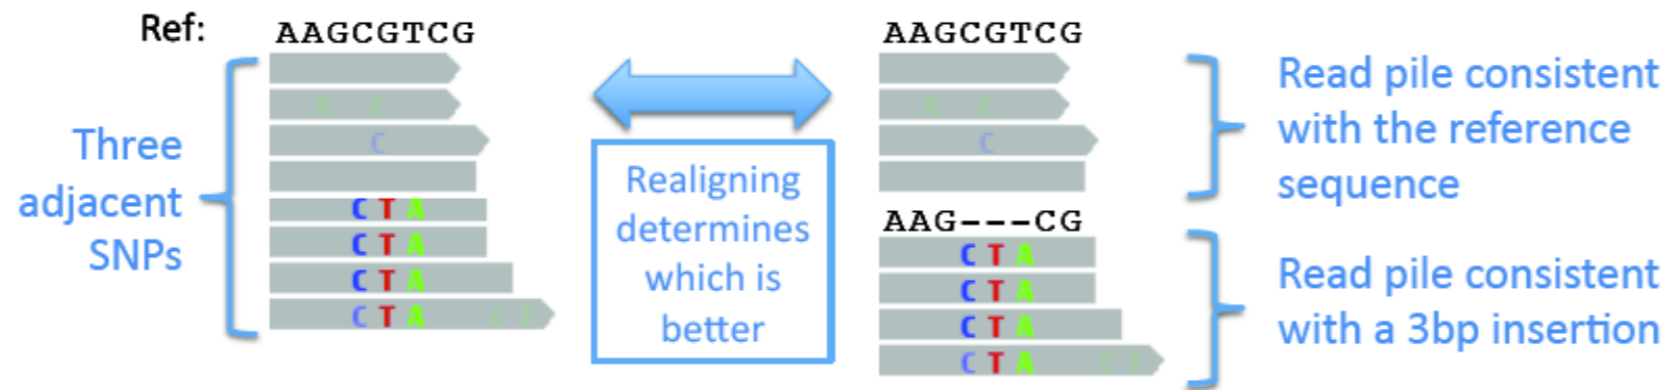 Ref: AAGCGTCG
Three
adjacent
SNPs
A C
C
C T A
C T A
C T A
C T A C T
Realigning
determines
which is
better
AAGCGTCG
A C
C
AAG---CG
C T A
C T A
C T A
C T A C T
Read pile consistent
with the reference
sequence
Read pile consistent
with a 3bp insertion